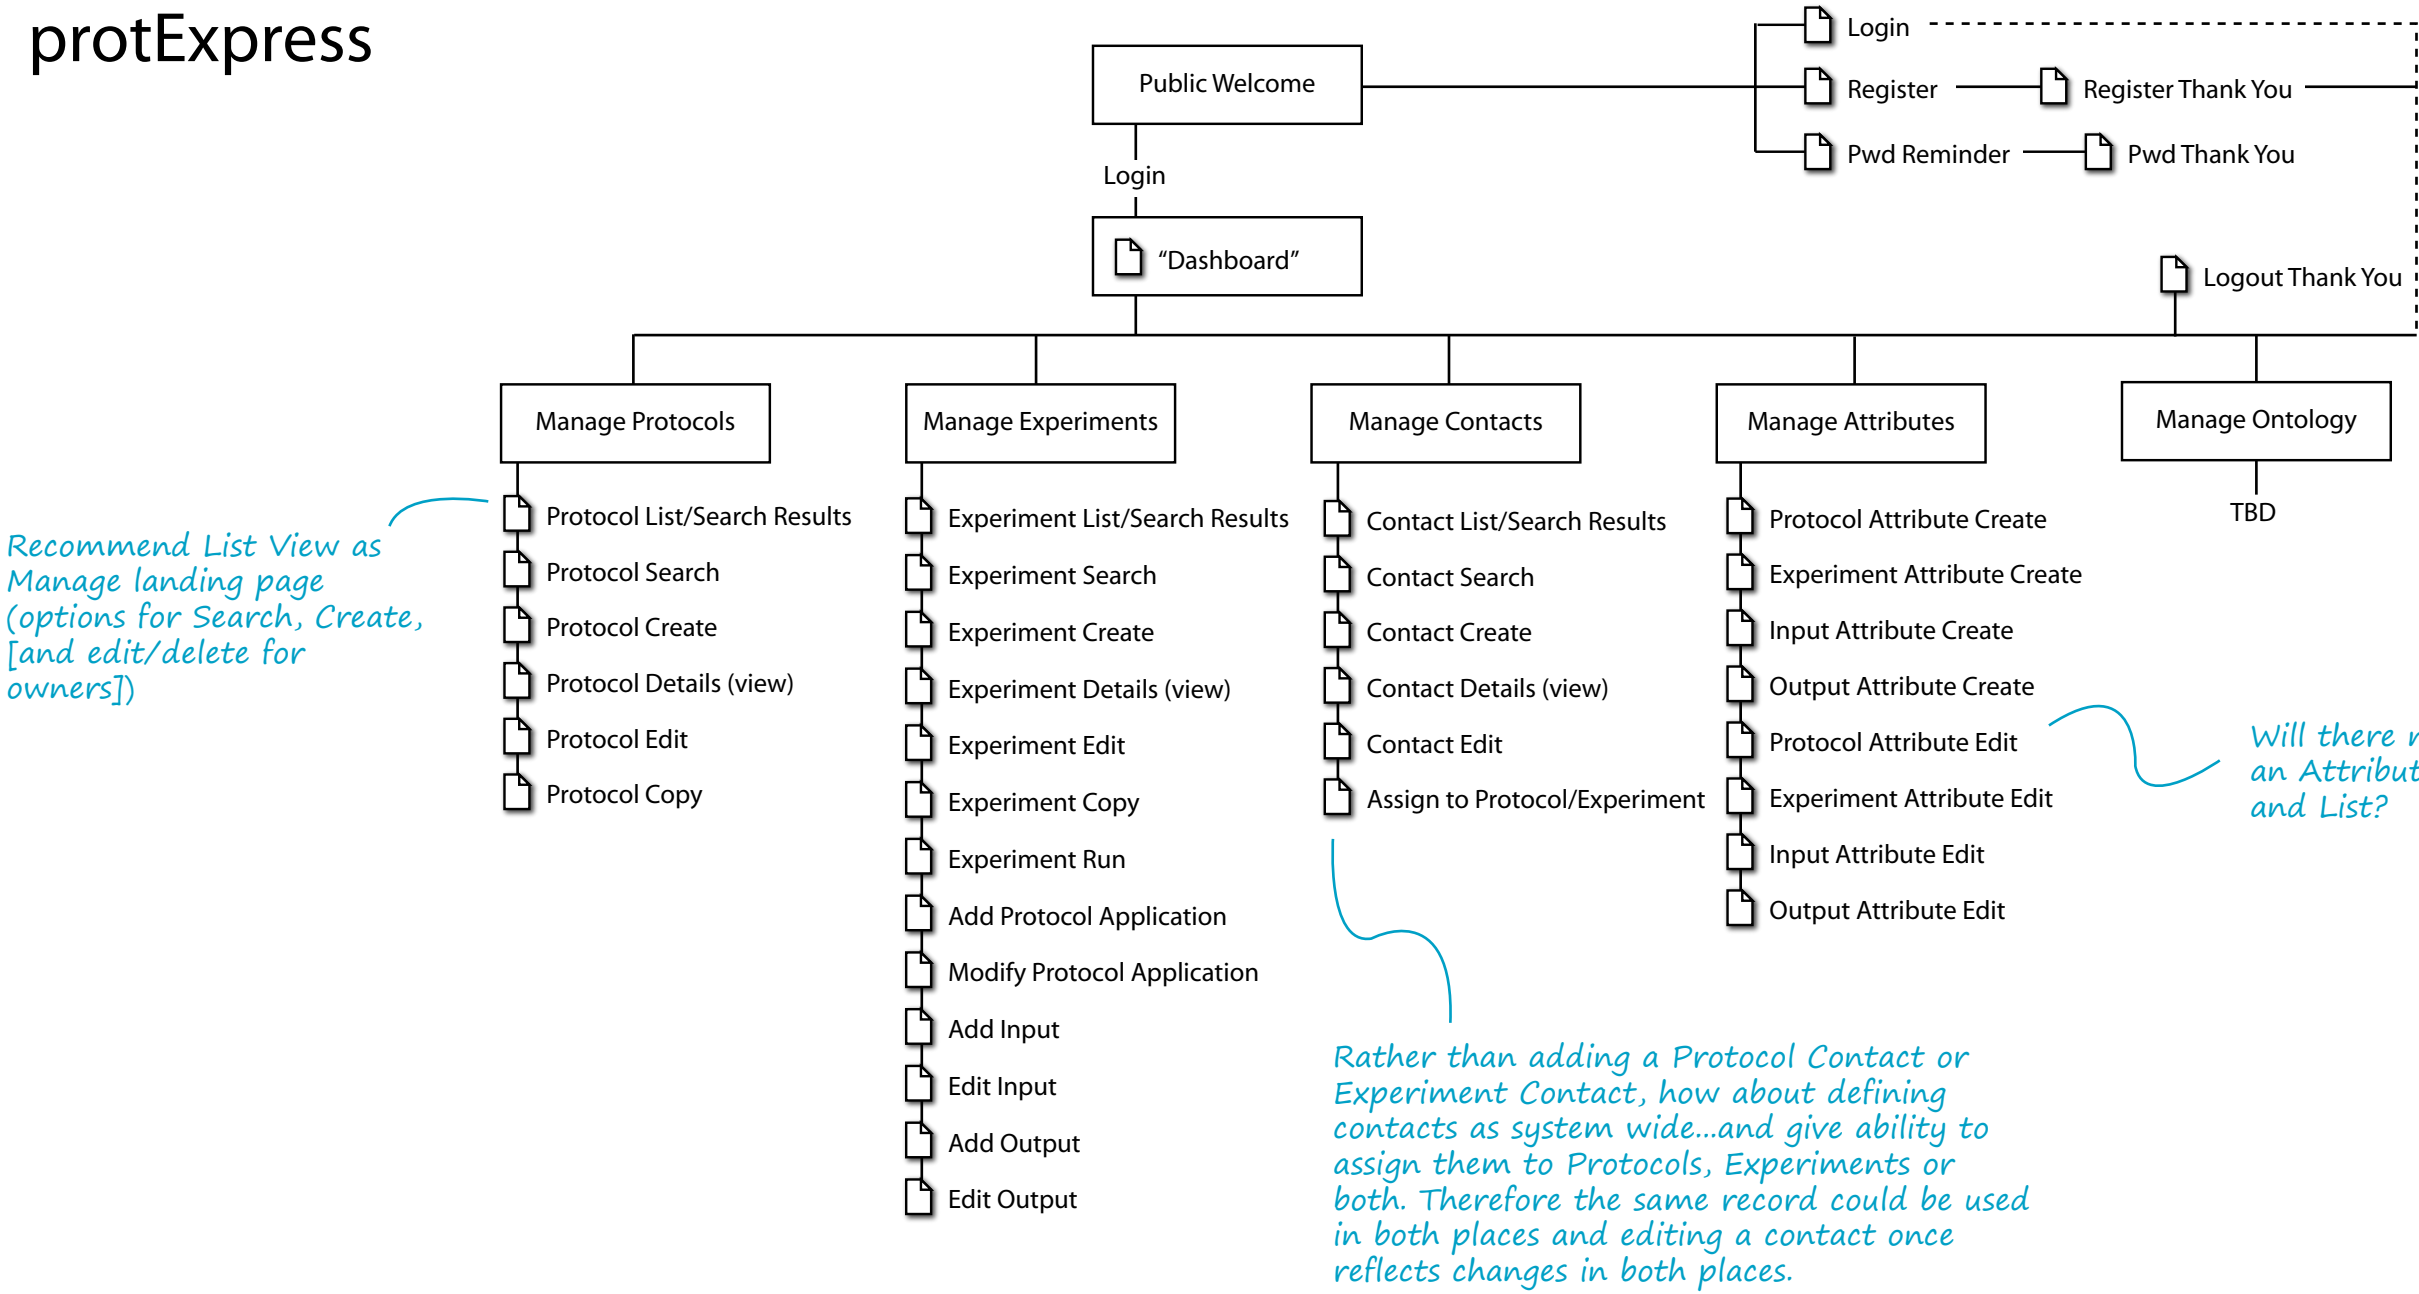 protExpress
Public Welcome
Login
Register
Register Thank You
Pwd Reminder
Pwd Thank You
Login
“Dashboard”
Logout Thank You
Manage Protocols
Protocol List/Search Results
Protocol Search
Protocol Create
Protocol Details (view)
Protocol Edit
Protocol Copy
Recommend List View as
Manage landing page
(options for Search, Create,
[and edit/delete for
owners])
Manage Experiments
Experiment List/Search Results
Experiment Search
Experiment Create
Experiment Details (view)
Experiment Edit
Experiment Copy
Experiment Run
Add Protocol Application
Modify Protocol Application
Add Input
Edit Input
Add Output
Edit Output
Manage Contacts
Contact List/Search Results
Contact Search
Contact Create
Contact Details (view)
Contact Edit
Assign to Protocol/Experiment
Rather than adding a Protocol Contact or
Experiment Contact, how about defining
contacts as system wide...and give ability to
assign them to Protocols, Experiments or
both. Therefore the same record could be used
in both places and editing a contact once
reflects changes in both places.
Manage Attributes
Protocol Attribute Create
Experiment Attribute Create
Input Attribute Create
Output Attribute Create
Protocol Attribute Edit
Experiment Attribute Edit
Input Attribute Edit
Output Attribute Edit
Will there
an
and List?
Manage Ontology
TBD